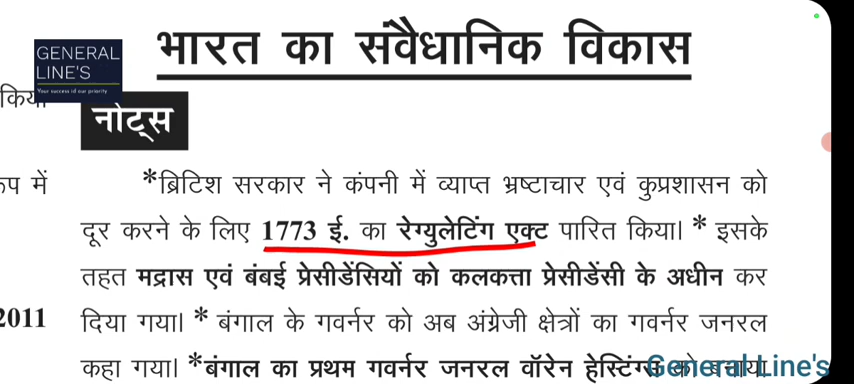 भारत का संवैधानिक विकास
GENERAL
LINE'S
Your success is our priority
किया
नोट्स
*ब्रिटिश सरकार ने कंपनी में व्याप्त भ्रष्टाचार एवं कुप्रशासन को
में
दूर करने के लिए 1773 ई. का रेग्युलेटिंग एक्ट पारित किया। * इसके
तहत मद्रास एवं बंबई प्रेसीडेंसियों को कलकत्ता प्रेसीडेंसी के अधीन कर
2011
दिया गया। * बंगाल के गवर्नर को अब अंग्रेजी क्षेत्रों का गवर्नर जनरल
कहा गया। *बंगाल का प्रथम गवर्नर जनरल वॉरेन हेस्टिंग्स को बनाया
General Line's